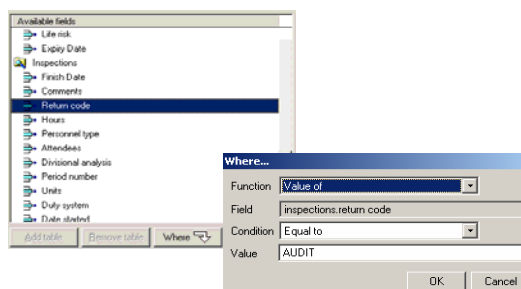 Available fields
Life risk
Expiry Date
Inspections
Finish Date
Comments
Return code
Hours
Personnel type
Attendees
Divisional analysis
Period number
Units
Duty system
Date started
Add table Remove table Where
Where...
Function Value of
Field inspections.return code
Condition Equal to
Value AUDIT
OK Cancel